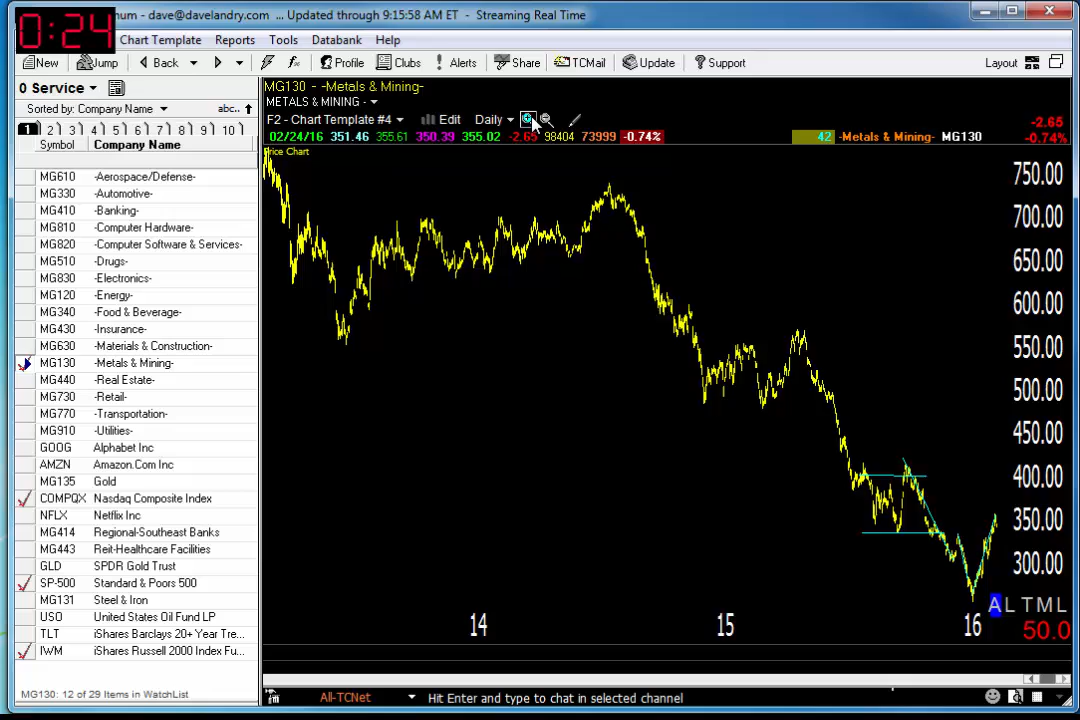 0:24 num - dave@davelandry.com ... Updated through 9:15:58 AM ET - Streaming Real Time
Chart Template Reports Tools Databank Help
New Jump Back Profile Clubs Alerts Share TCMail Update Support Layout
0 Service
Sorted by: Company Name abc..
1 2 3 4 5 6 7 8 9 10
Symbol Company Name
MG610 -Aerospace/Defense-
MG330 -Automotive-
MG410 -Banking-
MG810 -Computer Hardware-
MG820 -Computer Software & Services-
MG510 -Drugs-
MG830 -Electronics-
MG120 -Energy-
MG340 -Food & Beverage-
MG430 -Insurance-
MG630 -Materials & Construction-
MG130 -Metals & Mining-
MG440 -Real Estate-
MG730 -Retail-
MG770 -Transportation-
MG910 -Utilities-
GOOG Alphabet Inc
AMZN Amazon.Com Inc
MG135 Gold
COMPQX Nasdaq Composite Index
NFLX Netflix Inc
MG414 Regional-Southeast Banks
MG443 Reit-Healthcare Facilities
GLD SPDR Gold Trust
SP-500 Standard & Poors 500
MG131 Steel & Iron
USO United States Oil Fund LP
TLT iShares Barclays 20+ Year Tre...
IWM iShares Russell 2000 Index Fu...
MG130: 12 of 29 Items in WatchList
MG130 - -Metals & Mining-
METALS & MINING -
F2 - Chart Template #4 Edit Daily
02/24/16 351.46 355.61 350.39 355.02 -2.65 98404 73999 -0.74% 42 -Metals & Mining- MG130
-2.65
-0.74%
Price Chart
750.00
700.00
650.00
600.00
550.00
500.00
450.00
400.00
350.00
300.00
A L T M L
50.0
14 15 16
All-TCNet Hit Enter and type to chat in selected channel